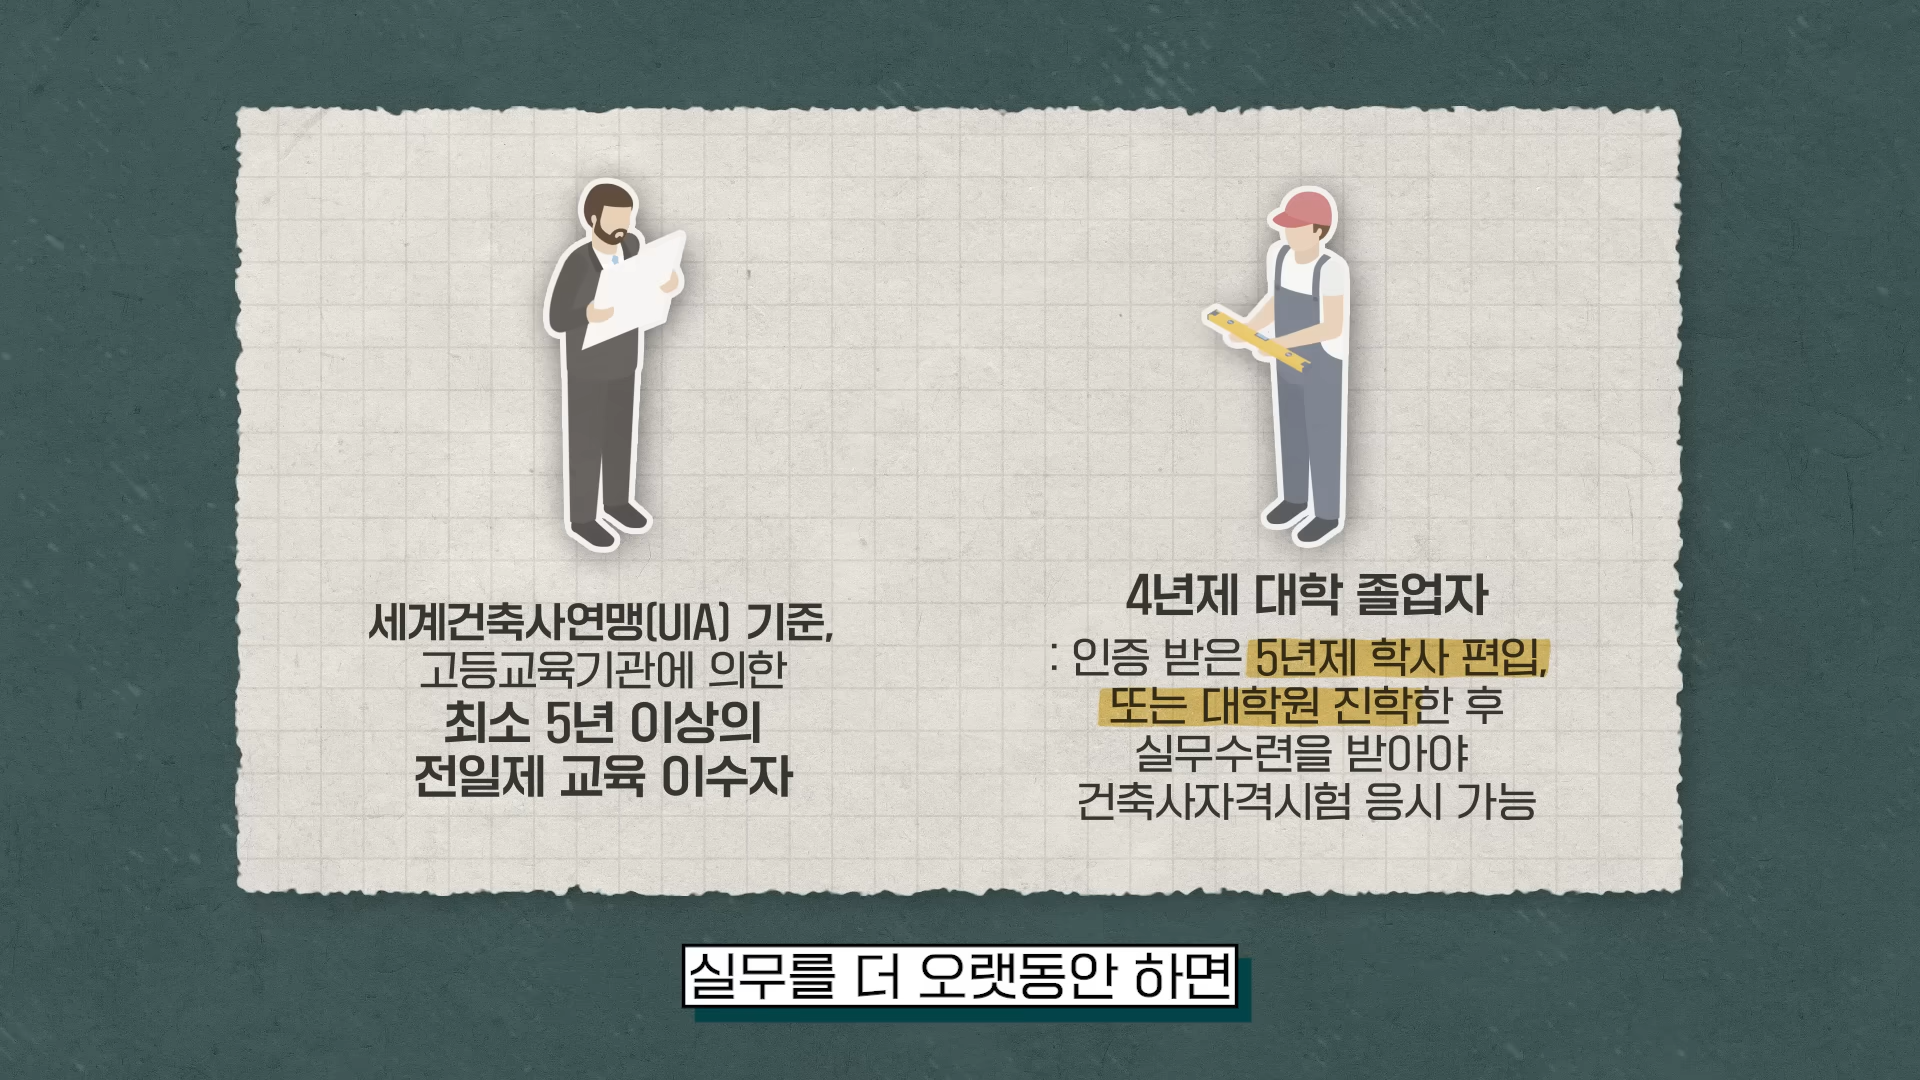 세계건축사연맹(UIA) 기준,
고등교육기관에 의한
최소 5년 이상의
전일제 교육 이수자
4년제 대학 졸업자
: 인증 받은 5년제 학사 편입,
또는 대학원 진학한 후
실무수련을 받아야
건축사자격시험 응시 가능
실무를 더 오랫동안 하면